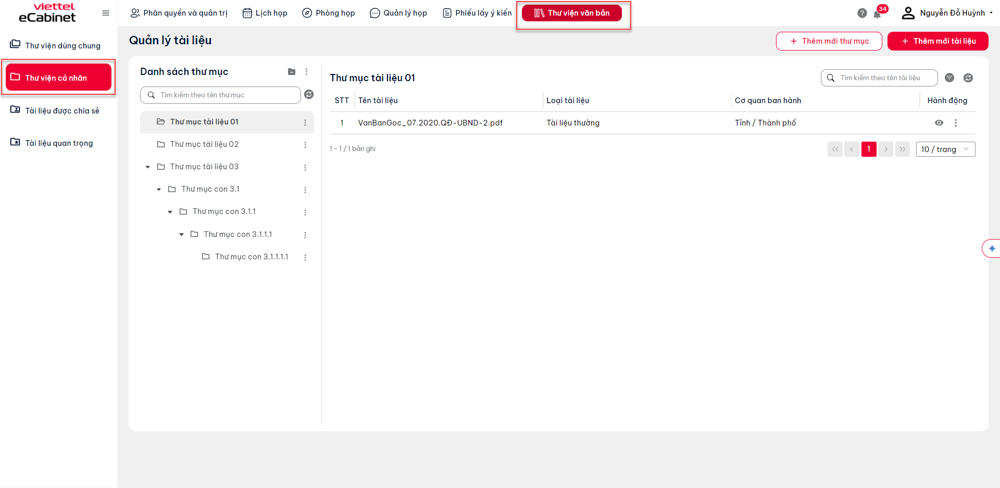 viettel
eCabinet
Phân quyền và quản trị
Lịch họp
Phòng họp
Quản lý họp
Phiếu lấy ý kiến
Thư viện văn bản
?
34
Nguyễn Đỗ Huỳnh
Thư viện dùng chung
Thư viện cá nhân
Tài liệu được chia sẻ
Tài liệu quan trọng
Quản lý tài liệu
+ Thêm mới thư mục
+ Thêm mới tài liệu
Danh sách thư mục
Tìm kiếm theo tên thư mục
Thư mục tài liệu 01
Thư mục tài liệu 02
Thư mục tài liệu 03
Thư mục con 3.1
Thư mục con 3.1.1
Thư mục con 3.1.1.1
Thư mục con 3.1.1.1.1
Thư mục tài liệu 01
Tìm kiếm theo tên tài liệu
STT Tên tài liệu Loại tài liệu Cơ quan ban hành Hành động
1 VanBanGoc_07.2020.QĐ-UBND-2.pdf Tài liệu thường Tỉnh / Thành phố
1 - 1 / 1 bản ghi
1
10 / trang